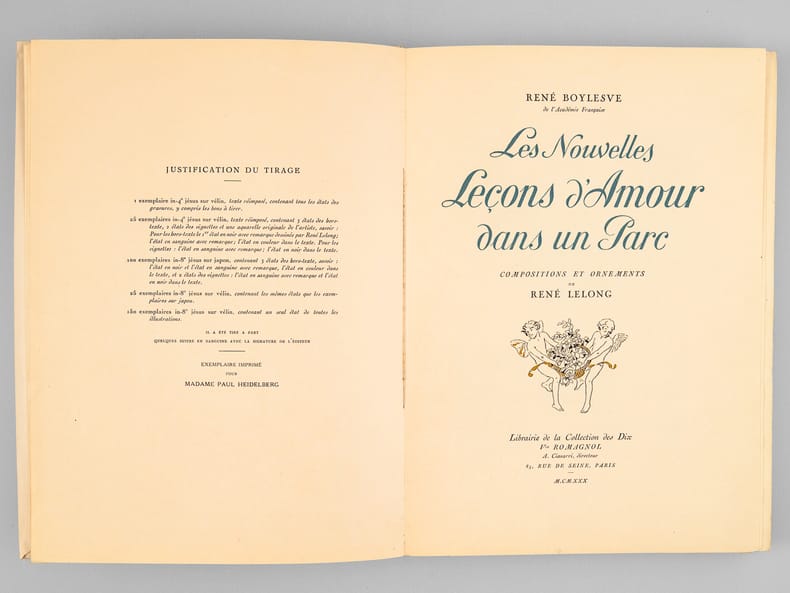 JUSTIFICATION DU TIRAGE
1 exemplaire in-4° jésus sur vélin, texte réimposé, contenant tous les états des
gravures, y compris les bons à tirer.
25 exemplaires in-4° jésus sur vélin, texte réimposé, contenant 3 états des hors-
texte, 2 états des vignettes et une aquarelle originale de l'artiste, savoir :
Pour les hors-texte le 1er état en noir avec remarque dessinée par René Lelong;
l'état en sanguine avec remarque; l'état en couleur dans le texte. Pour les
vignettes : l'état en sanguine avec remarque; l'état en noir dans le texte.
100 exemplaires in-8° jésus sur japon, contenant 3 états des hors-texte, savoir :
l'état en noir et l'état en sanguine avec remarque, l'état en couleur dans
le texte, et 2 états des vignettes : l'état en sanguine avec remarque et l'état
en noir dans le texte.
25 exemplaires in-8° jésus sur vélin, contenant les mêmes états que les exem-
plaires sur japon.
180 exemplaires in-8° jésus sur vélin, contenant un seul état de toutes les
illustrations.
IL A ÉTÉ TIRÉ A PART
QUELQUES SUITES EN SANGUINE AVEC LA SIGNATURE DE L'ÉDITEUR
EXEMPLAIRE IMPRIMÉ
POUR
MADAME PAUL HEIDELBERG
RENÉ BOYLESVE
de l'Académie Française
Les Nouvelles
Leçons d'Amour
dans un Parc
COMPOSITIONS ET ORNEMENTS
DE
RENÉ LELONG
Librairie de la Collection des Dix
Vve ROMAGNOL
A. Ciavarri, directeur
85, RUE DE SEINE, PARIS
M.CM.XXX